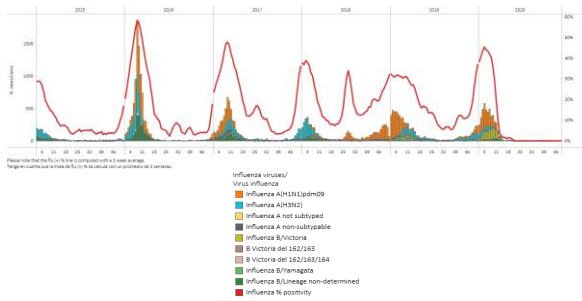 2015 2016 2017 2018 2019 2020
60%
50%
1500
40%
1000
30%
20%
500
10%
0
0%
Please note that the flu (+) % line is computed with a 3 week average.
Tenga en cuenta que la línea de flu (+) % se calcula con un promedio de 3 semanas.
Influenza viruses/
Virus influenza
Influenza A(H1N1)pdm09
Influenza A(H3N2)
Influenza A not subtyped
Influenza A non-subtypable
Influenza B/Victoria
B Victoria del 162/163
B Victoria del 162/163/164
Influenza B/Yamagata
Influenza B/Lineage non-determined
Influenza % positivity